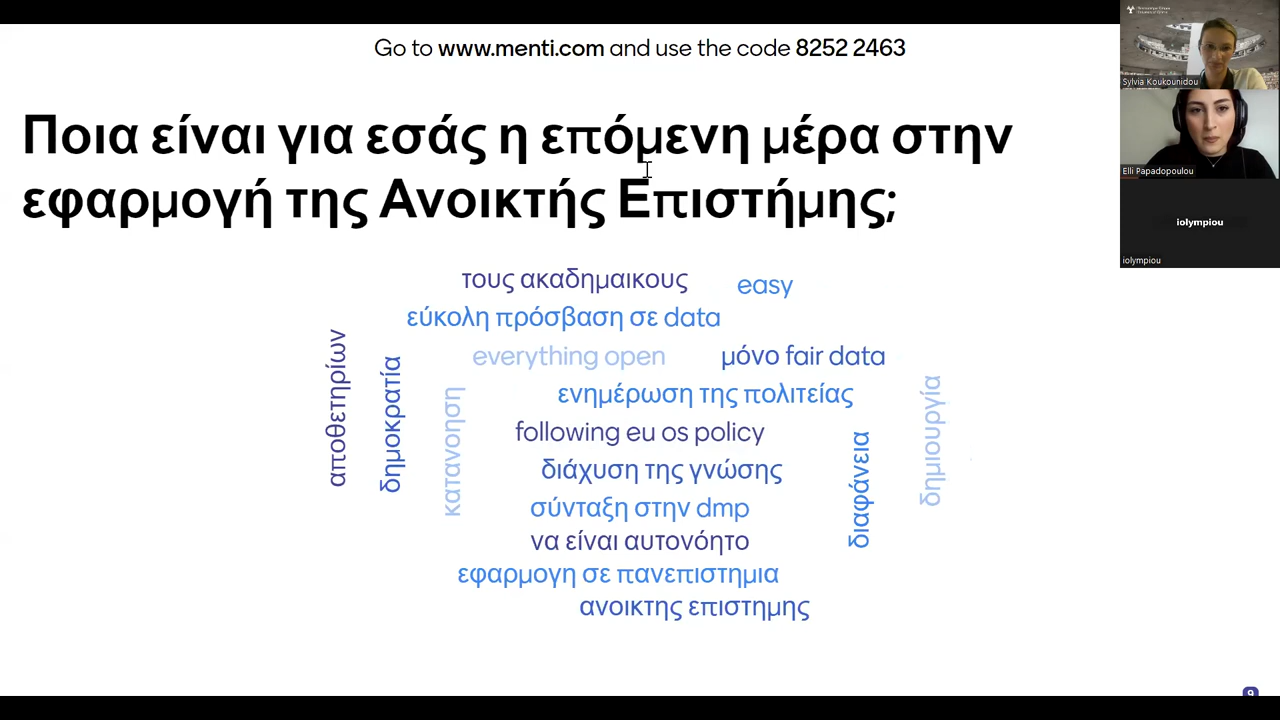 Go to www.menti.com and use the code 8252 2463
Ποια είναι για εσάς η επόμενη μέρα στην
εφαρμογή της Ανοικτής Επιστήμης;
τους ακαδημαικους
easy
εύκολη πρόσβαση σε data
everything open
μόνο fair data
ενημέρωση της πολιτείας
following eu os policy
διάχυση της γνώσης
σύνταξη στην dmp
να είναι αυτονόητο
εφαρμογη σε πανεπιστημια
ανοικτης επιστημης
αποθετηρίων
δημοκρατία
κατανοηση
διαφάνεια
δημιουργία
Sylvia Koukounidou
Elli Papadopoulou
iolympiou
iolympiou
9